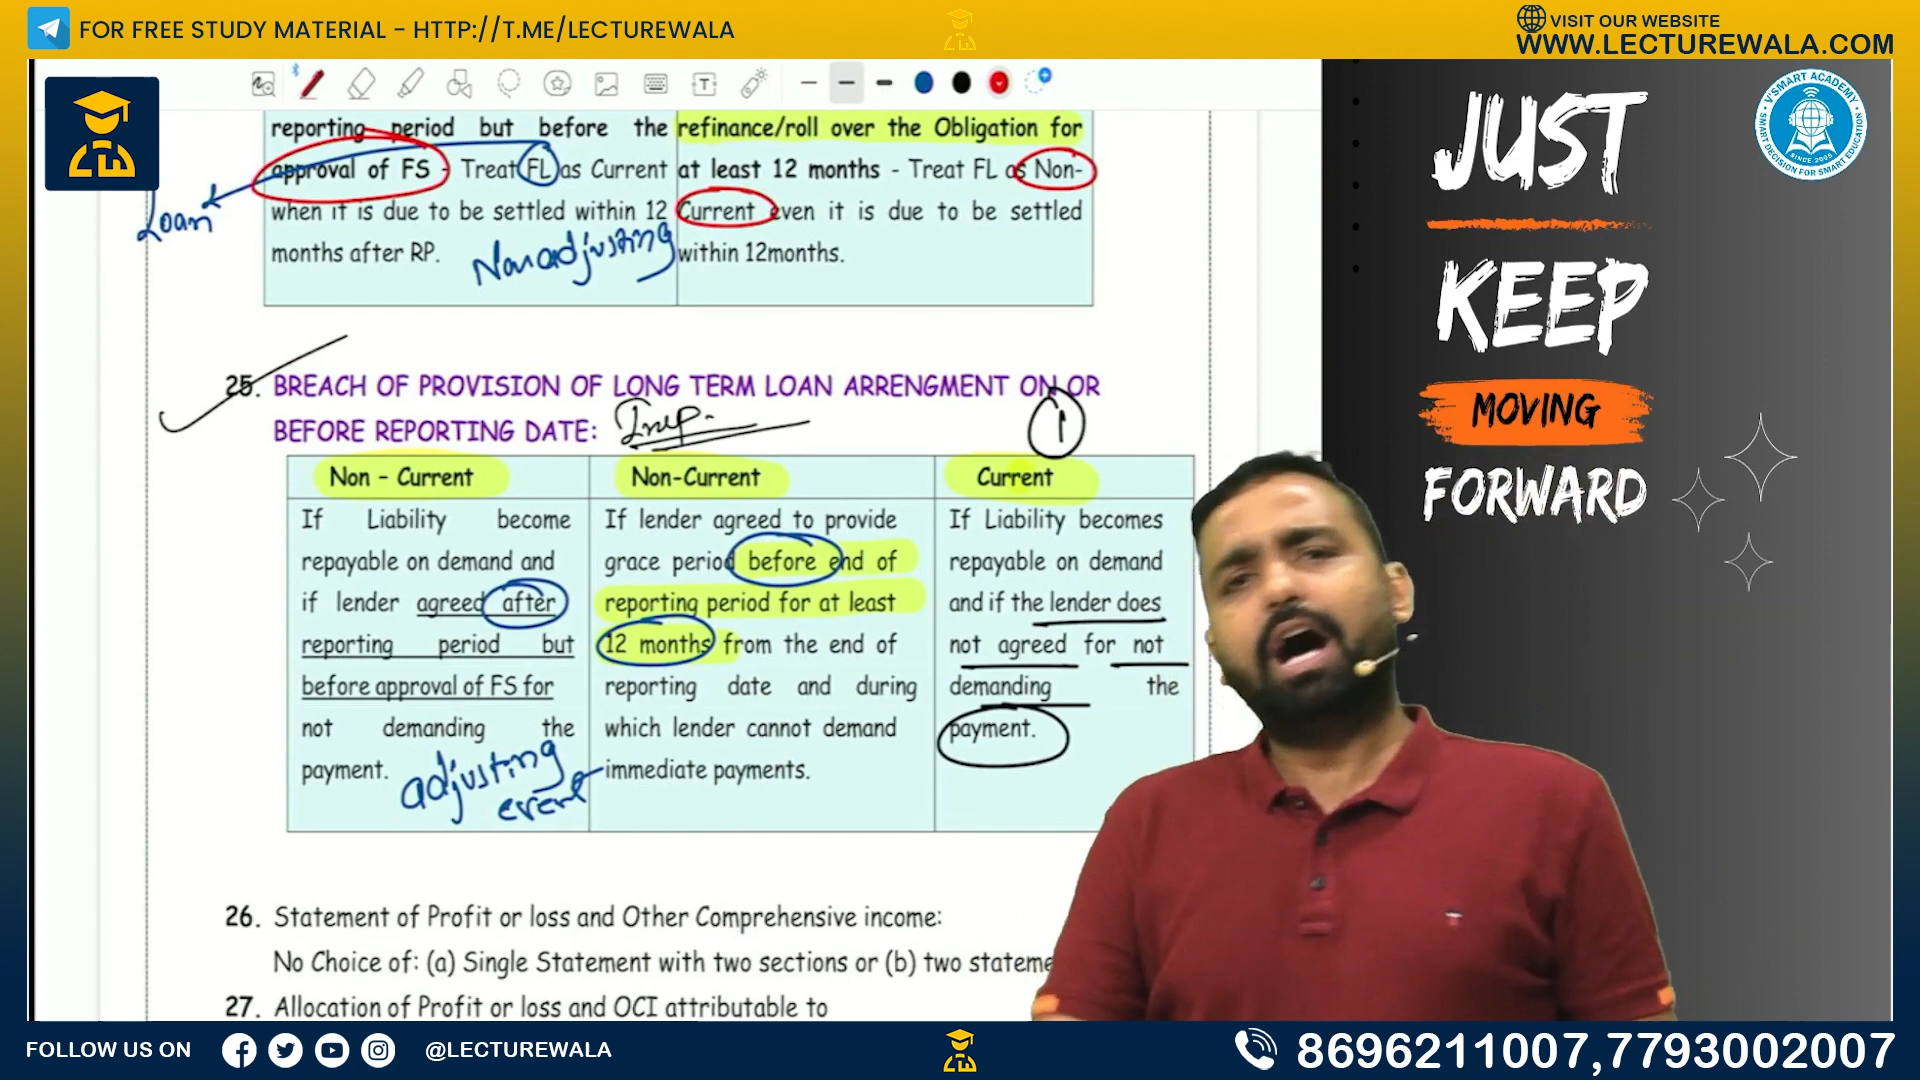 FOR FREE STUDY MATERIAL - HTTP://T.ME/LECTUREWALA
VISIT OUR WEBSITE
WWW.LECTUREWALA.COM
reporting period but before the
approval of FS - Treat FL as Current
when it is due to be settled within 12
months after RP.
Loan
Non adjusting
refinance/roll over the Obligation for
at least 12 months - Treat FL as Non-
Current even it is due to be settled
within 12months.
25. BREACH OF PROVISION OF LONG TERM LOAN ARRENGMENT ON OR
BEFORE REPORTING DATE: Imp.
1
Non - Current
If Liability become
repayable on demand and
if lender agreed after
reporting period but
before approval of FS for
not demanding the
payment.
adjusting
event
Non-Current
If lender agreed to provide
grace period before end of
reporting period for at least
12 months from the end of
reporting date and during
which lender cannot demand
immediate payments.
Current
If Liability becomes
repayable on demand
and if the lender does
not agreed for not
demanding the
payment.
26. Statement of Profit or loss and Other Comprehensive income:
No Choice of: (a) Single Statement with two sections or (b) two stateme
27. Allocation of Profit or loss and OCI attributable to
JUST
KEEP
MOVING
FORWARD
V'SMART ACADEMY
SINCE 2005
SMART DECISION FOR SMART EDUCATION
FOLLOW US ON
@LECTUREWALA
8696211007,7793002007